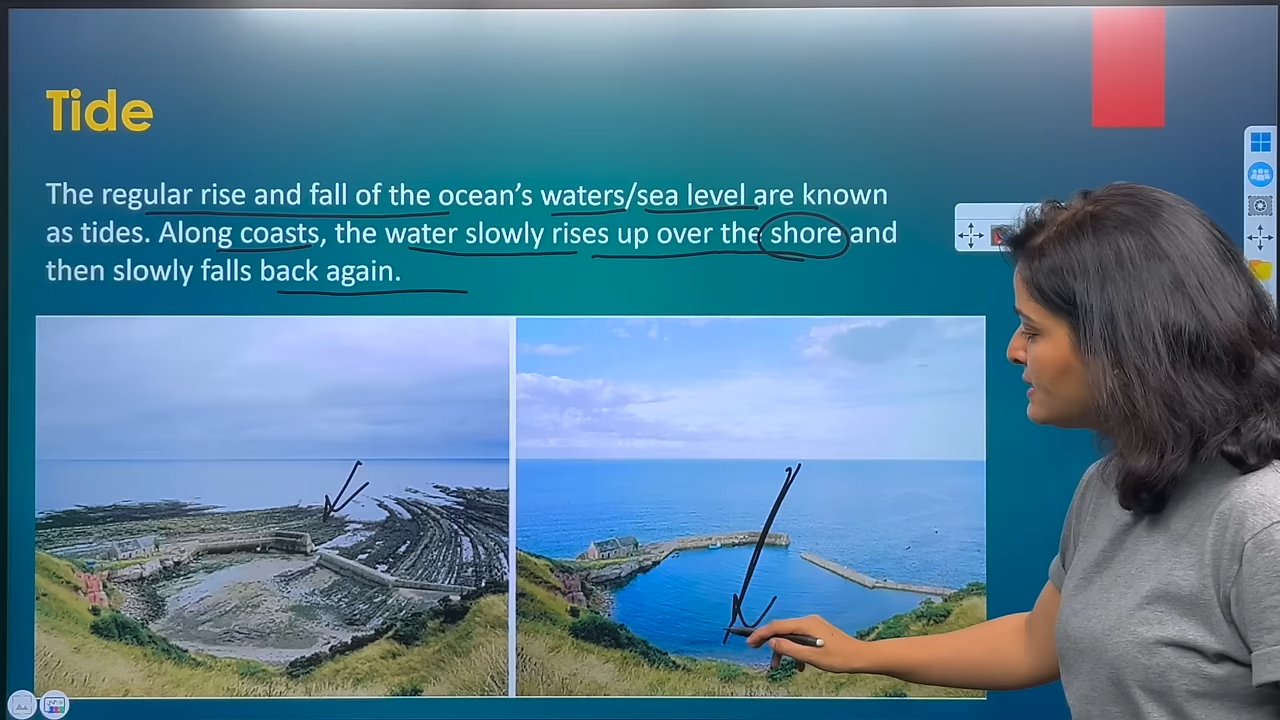 Tide
The regular rise and fall of the ocean's waters/sea level are known
as tides. Along coasts, the water slowly rises up over the shore and
then slowly falls back again.